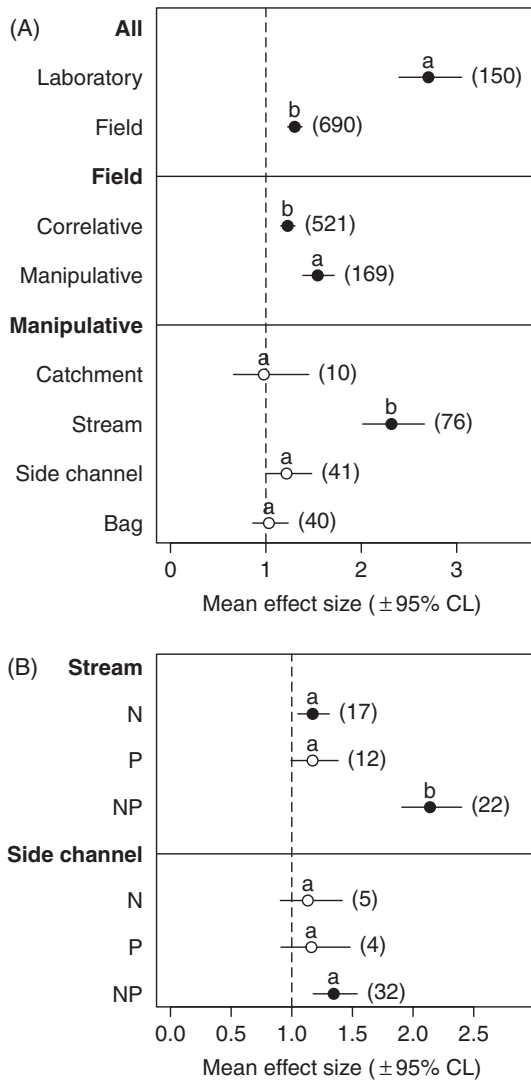 (A) All
a
Laboratory (150)
b
Field (690)
Field
b
Correlative (521)
a
Manipulative (169)
Manipulative
a
Catchment (10)
b
Stream (76)
a
Side channel (41)
a
Bag (40)
0 1 2 3
Mean effect size (±95% CL)
(B) Stream
a
N (17)
a
P (12)
b
NP (22)
Side channel
a
N (5)
a
P (4)
a
NP (32)
0.0 0.5 1.0 1.5 2.0 2.5
Mean effect size (±95% CL)